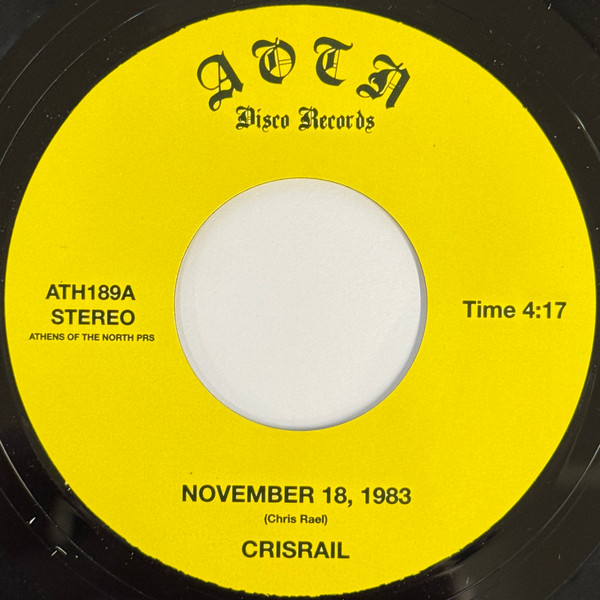 AOTN
Disco Records
ATH189A
STEREO
ATHENS OF THE NORTH PRS
Time 4:17
NOVEMBER 18, 1983
(Chris Rael)
CRISRAIL